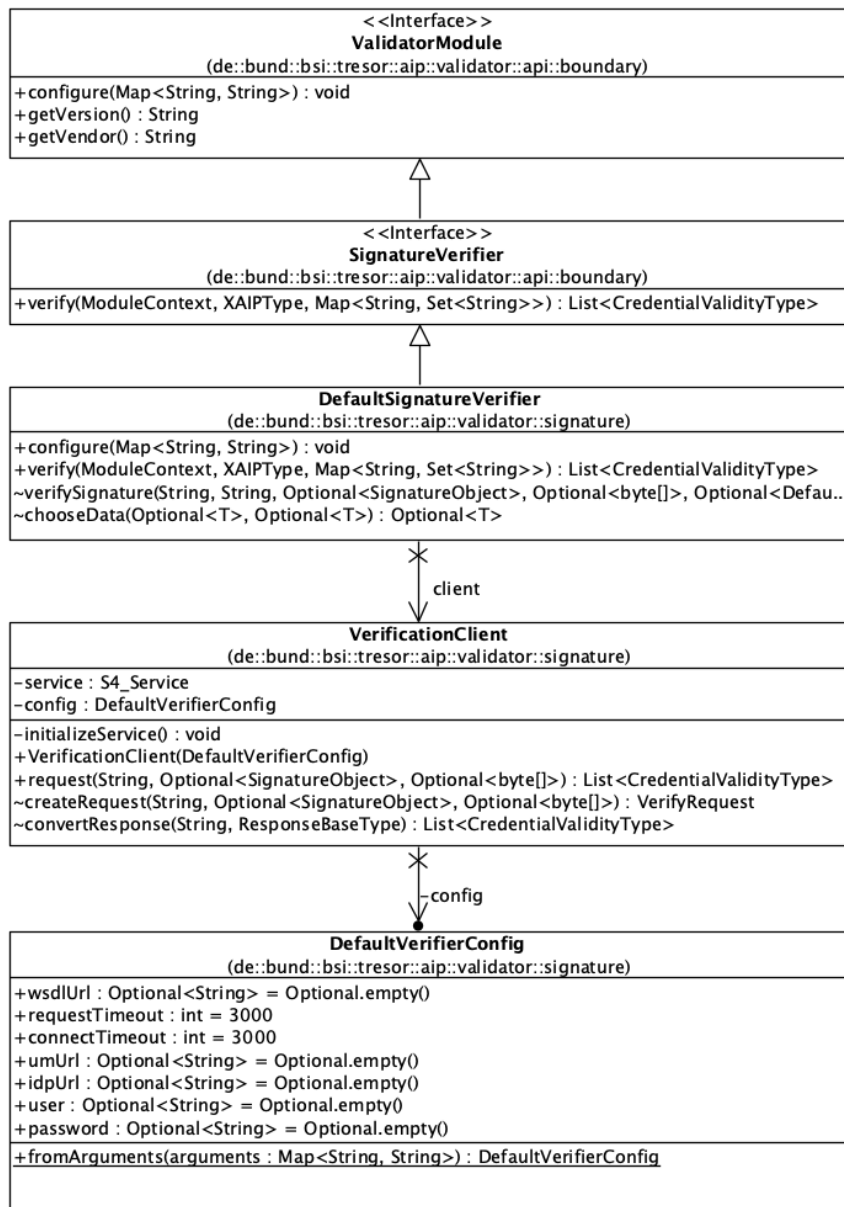 <<Interface>>
ValidatorModule
(de::bund::bsi::tresor::aip::validator::api::boundary)
+configure(Map<String, String>) : void
+getVersion() : String
+getVendor() : String
<<Interface>>
SignatureVerifier
(de::bund::bsi::tresor::aip::validator::api::boundary)
+verify(ModuleContext, XAIPType, Map<String, Set<String>>) : List<CredentialValidityType>
DefaultSignatureVerifier
(de::bund::bsi::tresor::aip::validator::signature)
+configure(Map<String, String>) : void
+verify(ModuleContext, XAIPType, Map<String, Set<String>>) : List<CredentialValidityType>
~verifySignature(String, String, Optional<SignatureObject>, Optional<byte[]>, Optional<Defau...
~chooseData(Optional<T>, Optional<T>) : Optional<T>
client
VerificationClient
(de::bund::bsi::tresor::aip::validator::signature)
-service : S4_Service
-config : DefaultVerifierConfig
-initializeService() : void
+VerificationClient(DefaultVerifierConfig)
+request(String, Optional<SignatureObject>, Optional<byte[]>) : List<CredentialValidityType>
~createRequest(String, Optional<SignatureObject>, Optional<byte[]>) : VerifyRequest
~convertResponse(String, ResponseBaseType) : List<CredentialValidityType>
-config
DefaultVerifierConfig
(de::bund::bsi::tresor::aip::validator::signature)
+wsdlUrl : Optional<String> = Optional.empty()
+requestTimeout : int = 3000
+connectTimeout : int = 3000
+umUrl : Optional<String> = Optional.empty()
+idpUrl : Optional<String> = Optional.empty()
+user : Optional<String> = Optional.empty()
+password : Optional<String> = Optional.empty()
+fromArguments(arguments : Map<String, String>) : DefaultVerifierConfig